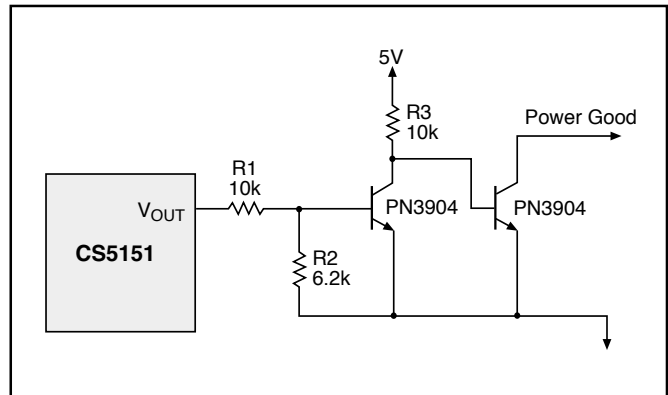 5V
R3
10k
Power Good
R1
10k
VOUT
PN3904
PN3904
CS5151
R2
6.2k